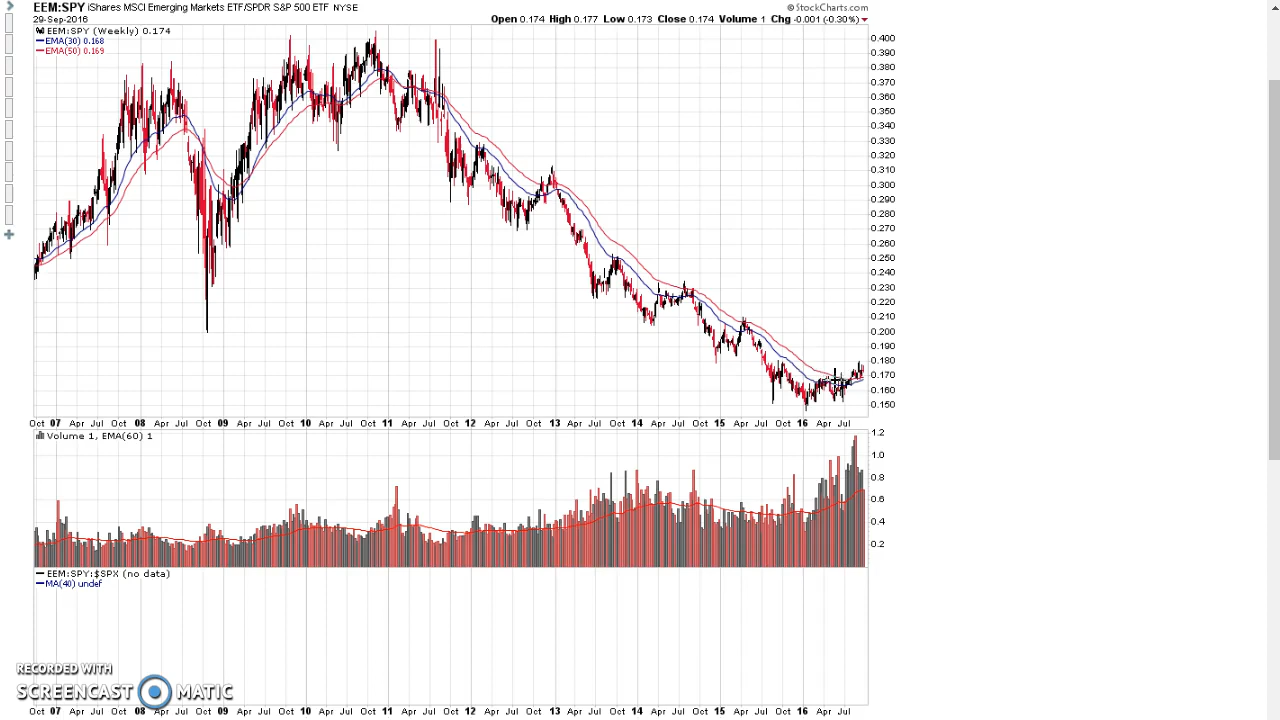 EEM:SPY iShares MSCI Emerging Markets ETF/SPDR S&P 500 ETF NYSE © StockCharts.com
29-Sep-2016 Open 0.174 High 0.177 Low 0.173 Close 0.174 Volume 1 Chg -0.001 (-0.30%)
EEM:SPY (Weekly) 0.174
EMA(30) 0.168
EMA(50) 0.169
0.400
0.390
0.380
0.370
0.360
0.350
0.340
0.330
0.320
0.310
0.300
0.290
0.280
0.270
0.260
0.250
0.240
0.230
0.220
0.210
0.200
0.190
0.180
0.170
0.160
0.150
Oct 07 Apr Jul Oct 08 Apr Jul Oct 09 Apr Jul Oct 10 Apr Jul Oct 11 Apr Jul Oct 12 Apr Jul Oct 13 Apr Jul Oct 14 Apr Jul Oct 15 Apr Jul Oct 16 Apr Jul
Volume 1, EMA(60) 1
1.2
1.0
0.8
0.6
0.4
0.2
EEM:SPY:$SPX (no data)
MA(40) undef
RECORDED WITH
SCREENCAST MATIC
Oct 07 Apr Jul Oct 08 Apr Jul Oct 09 Apr Jul Oct 10 Apr Jul Oct 11 Apr Jul Oct 12 Apr Jul Oct 13 Apr Jul Oct 14 Apr Jul Oct 15 Apr Jul Oct 16 Apr Jul